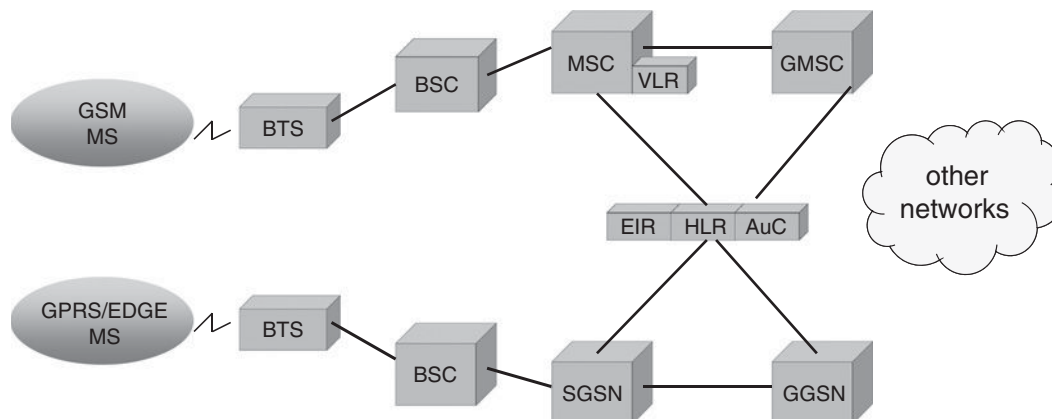 GSM
MS
BTS
BSC
MSC
VLR
GMSC
other
networks
EIR
HLR
AuC
GPRS/EDGE
MS
BTS
BSC
SGSN
GGSN